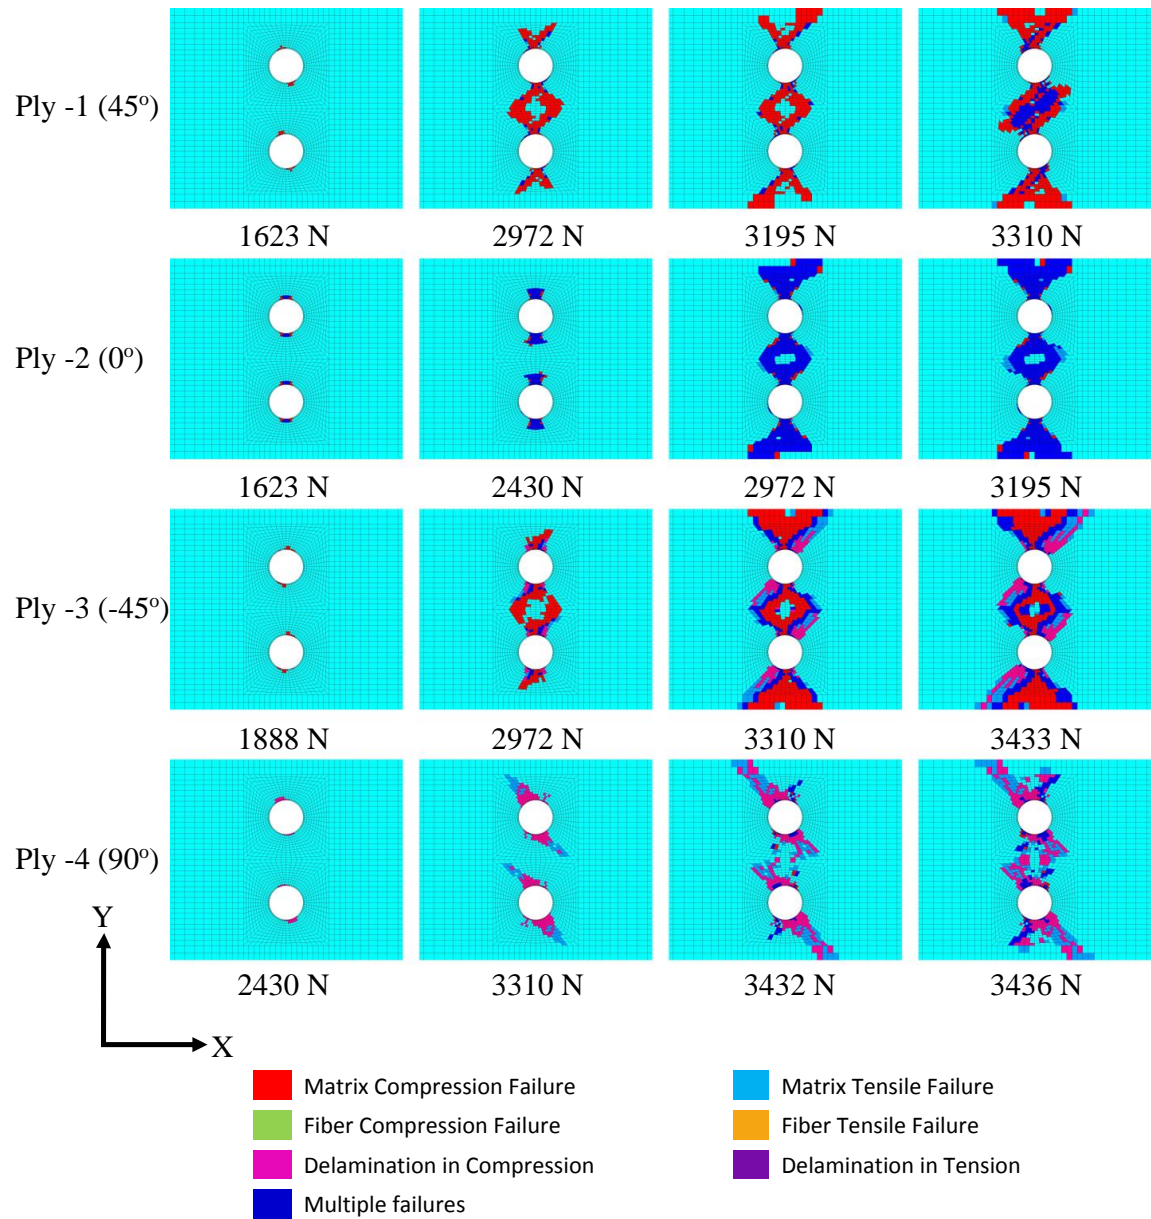 Ply -1 (45º)
1623 N 2972 N 3195 N 3310 N
Ply -2 (0º)
1623 N 2430 N 2972 N 3195 N
Ply -3 (-45º)
1888 N 2972 N 3310 N 3433 N
Ply -4 (90º)
Y
2430 N 3310 N 3432 N 3436 N
X
Matrix Compression Failure Matrix Tensile Failure
Fiber Compression Failure Fiber Tensile Failure
Delamination in Compression Delamination in Tension
Multiple failures